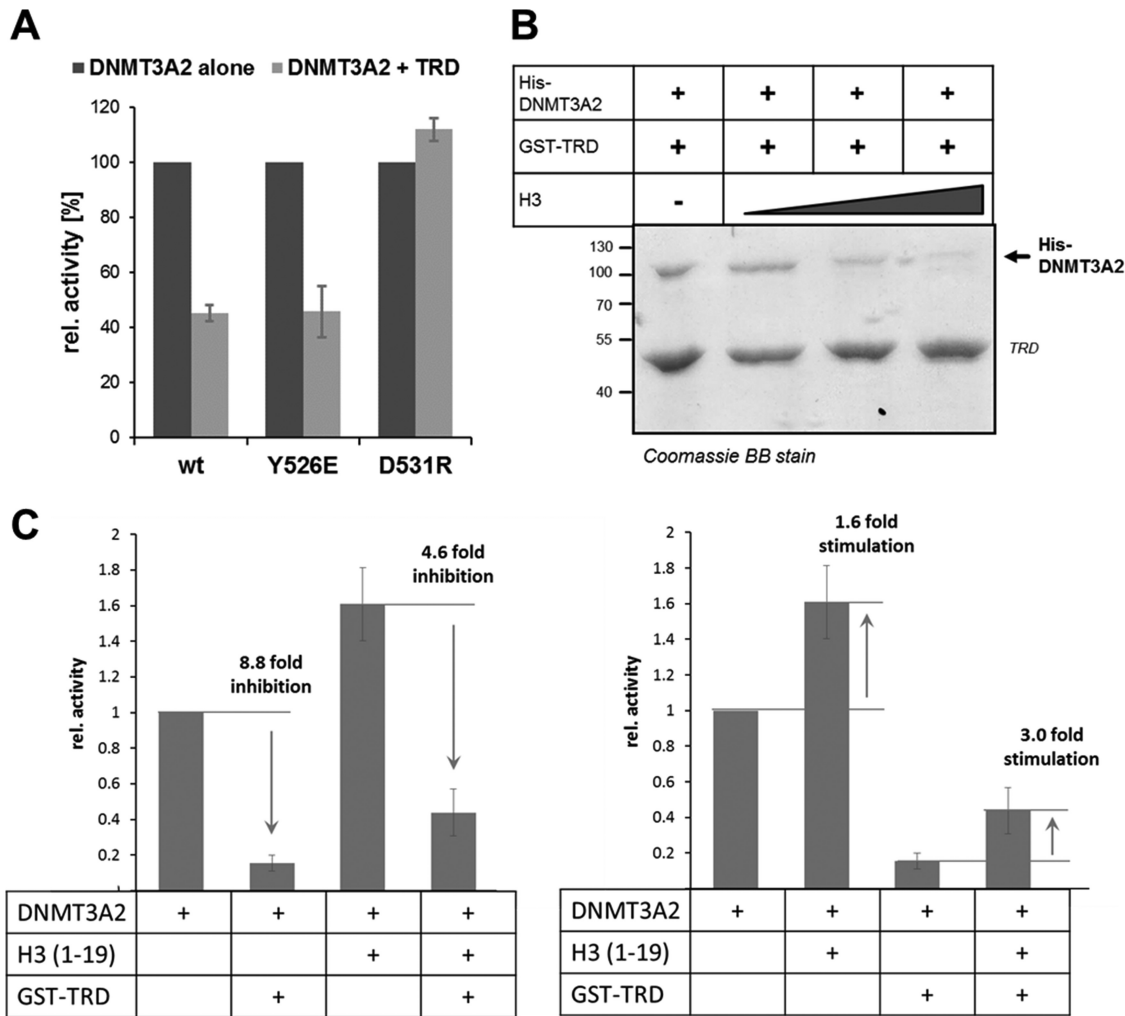 A
DNMT3A2 alone DNMT3A2 + TRD
rel. activity [%]
120
100
80
60
40
20
0
wt Y526E D531R
B
His-
DNMT3A2 + + + +
GST-TRD + + + +
H3 -
130
100
70
55
40
His-
DNMT3A2
TRD
Coomassie BB stain
C
rel. activity
2
1.8
1.6
1.4
1.2
1
0.8
0.6
0.4
0.2
8.8 fold
inhibition
4.6 fold
inhibition
DNMT3A2 + + + +
H3 (1-19) + +
GST-TRD + +
rel. activity
2
1.8
1.6
1.4
1.2
1
0.8
0.6
0.4
0.2
1.6 fold
stimulation
3.0 fold
stimulation
DNMT3A2 + + + +
H3 (1-19) + +
GST-TRD + +